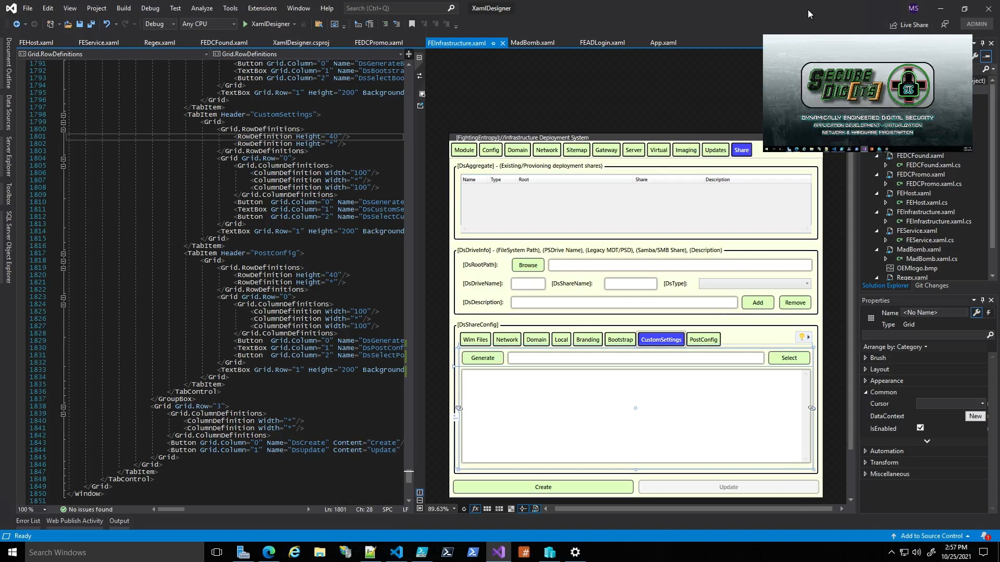 File Edit View Project Build Debug Test Analyze Tools Extensions Window Help Search (Ctrl+Q) XamlDesigner MS
Debug Any CPU XamlDesigner Live Share ADMIN
FEHost.xaml FEService.xaml Regex.xaml FEDCFound.xaml XamlDesigner.csproj FEDCPromo.xaml FEInfrastructure.xaml MadBomb.xaml FEADLogin.xaml App.xaml
Grid.RowDefinitions Grid.RowDefinitions
Document Outline
Data Sources
Server Explorer
Toolbox
SQL Server Object Explorer
1791 <Button Grid.Column="0" Name="DsGenerateB
1792 <TextBox Grid.Column="1" Name="DsBootstra
1793 <Button Grid.Column="2" Name="DsSelectBoo
1794 </Grid>
1795 <TextBox Grid.Row="1" Height="200" Background
1796 </Grid>
1797 </TabItem>
1798 <TabItem Header="CustomSettings">
1799 <Grid>
1800 <Grid.RowDefinitions>
1801 <RowDefinition Height="40"/>
1802 <RowDefinition Height="*"/>
1803 </Grid.RowDefinitions>
1804 <Grid Grid.Row="0">
1805 <Grid.ColumnDefinitions>
1806 <ColumnDefinition Width="100"/>
1807 <ColumnDefinition Width="*"/>
1808 <ColumnDefinition Width="100"/>
1809 </Grid.ColumnDefinitions>
1810 <Button Grid.Column="0" Name="DsGenerate
1811 <TextBox Grid.Column="1" Name="DsCustomSe
1812 <Button Grid.Column="2" Name="DsSelectCu
1813 </Grid>
1814 <TextBox Grid.Row="1" Height="200" Background
1815 </Grid>
1816 </TabItem>
1817 <TabItem Header="PostConfig">
1818 <Grid>
1819 <Grid.RowDefinitions>
1820 <RowDefinition Height="40"/>
1821 <RowDefinition Height="*"/>
1822 </Grid.RowDefinitions>
1823 <Grid Grid.Row="0">
1824 <Grid.ColumnDefinitions>
1825 <ColumnDefinition Width="100"/>
1826 <ColumnDefinition Width="*"/>
1827 <ColumnDefinition Width="100"/>
1828 </Grid.ColumnDefinitions>
1829 <Button Grid.Column="0" Name="DsGenerate
1830 <TextBox Grid.Column="1" Name="DsPostConf
1831 <Button Grid.Column="2" Name="DsSelectPo
1832 </Grid>
1833 <TextBox Grid.Row="1" Height="200" Background
1834 </Grid>
1835 </TabItem>
1836 </TabControl>
1837 </GroupBox>
1838 <Grid Grid.Row="3">
1839 <Grid.ColumnDefinitions>
1840 <ColumnDefinition Width="*"/>
1841 <ColumnDefinition Width="*"/>
1842 </Grid.ColumnDefinitions>
1843 <Button Grid.Column="0" Name="DsCreate" Content="Create"/
1844 <Button Grid.Column="1" Name="DsUpdate" Content="Update"
1845 </Grid>
1846 </Grid>
1847 </TabItem>
1848 </TabControl>
1849 </Grid>
1850 </Window>
1851
100 % No issues found Ln: 1801 Ch: 28 SPC LF
89.63% fx
[FightingEntropy]://Infrastructure Deployment System
Module Config Domain Network Sitemap Gateway Server Virtual Imaging Updates Share
[DsAggregate] - (Existing/Provioning deployment shares)
Name Type Root Share Description
[DsDriveInfo] - (FileSystem Path), (PSDrive Name), (Legacy MDT/PSD), (Samba/SMB Share), (Description)
[DsRootPath]: Browse
[DsDriveName]: [DsShareName]: [DsType]:
[DsDescription]: Add Remove
[DsShareConfig]
Wim Files Network Domain Local Branding Bootstrap CustomSettings PostConfig
Generate Select
1*
Create Update
SECURE
DIG[ITS]
π
DYNAMICALLY ENGINEERED DIGITAL SECURITY
APPLICATION DEVELOPMENT - VIRTUALIZATION
NETWORK & HARDWARE MAGISTRATION
ject)
FEDCFound.xaml
C# FEDCFound.xaml.cs
FEDCPromo.xaml
C# FEDCPromo.xaml.cs
FEHost.xaml
C# FEHost.xaml.cs
FEInfrastructure.xaml
C# FEInfrastructure.xaml.cs
FEService.xaml
C# FEService.xaml.cs
MadBomb.xaml
C# MadBomb.xaml.cs
OEMlogo.bmp
Regex.xaml
Solution Explorer Git Changes
Properties
Name <No Name>
Type Grid
Arrange by: Category
Brush
Layout
Appearance
Common
Cursor
DataContext New
IsEnabled
Automation
Transform
Miscellaneous
Error List Web Publish Activity Output
Ready Add to Source Control 1
Search Windows 2:57 PM
10/25/2021